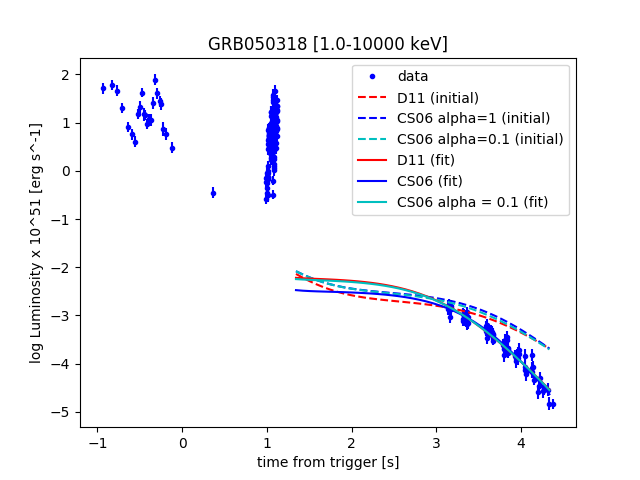 GRB050318 [1.0-10000 keV]
data
D11 (initial)
CS06 alpha=1 (initial)
CS06 alpha=0.1 (initial)
D11 (fit)
CS06 (fit)
CS06 alpha = 0.1 (fit)
log Luminosity x 10^51 [erg s^-1]
2
1
0
−1
−2
−3
−4
−5
−1 0 1 2 3 4
time from trigger [s]